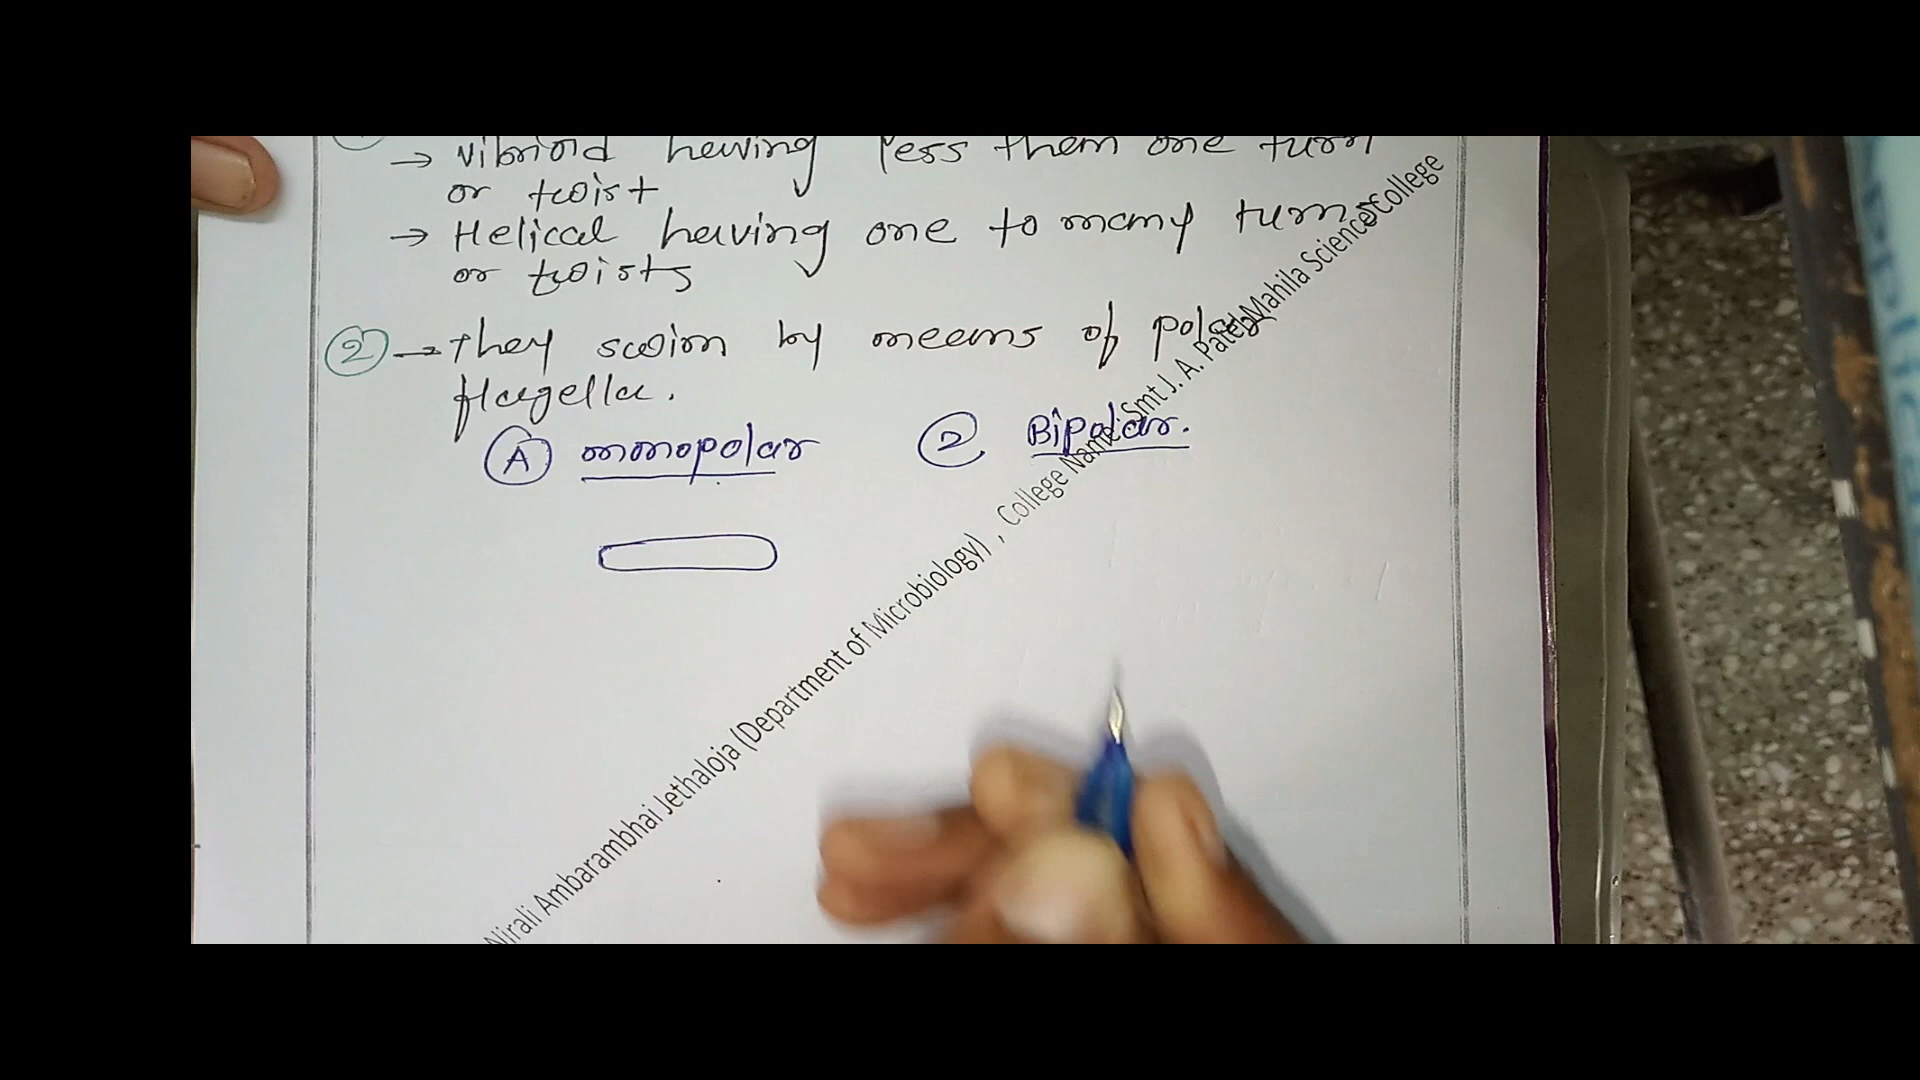 → Vibrioid having less than one turn
or twist
→ Helical having one to many turns
or twists
② → they swim by means of polar
flagella.
Ⓐ monopolar ② Bipolar.
Nirali Ambarambhai Jethaloja (Department of Microbiology) , College Name: Smt J. A. Patel Mahila Science College